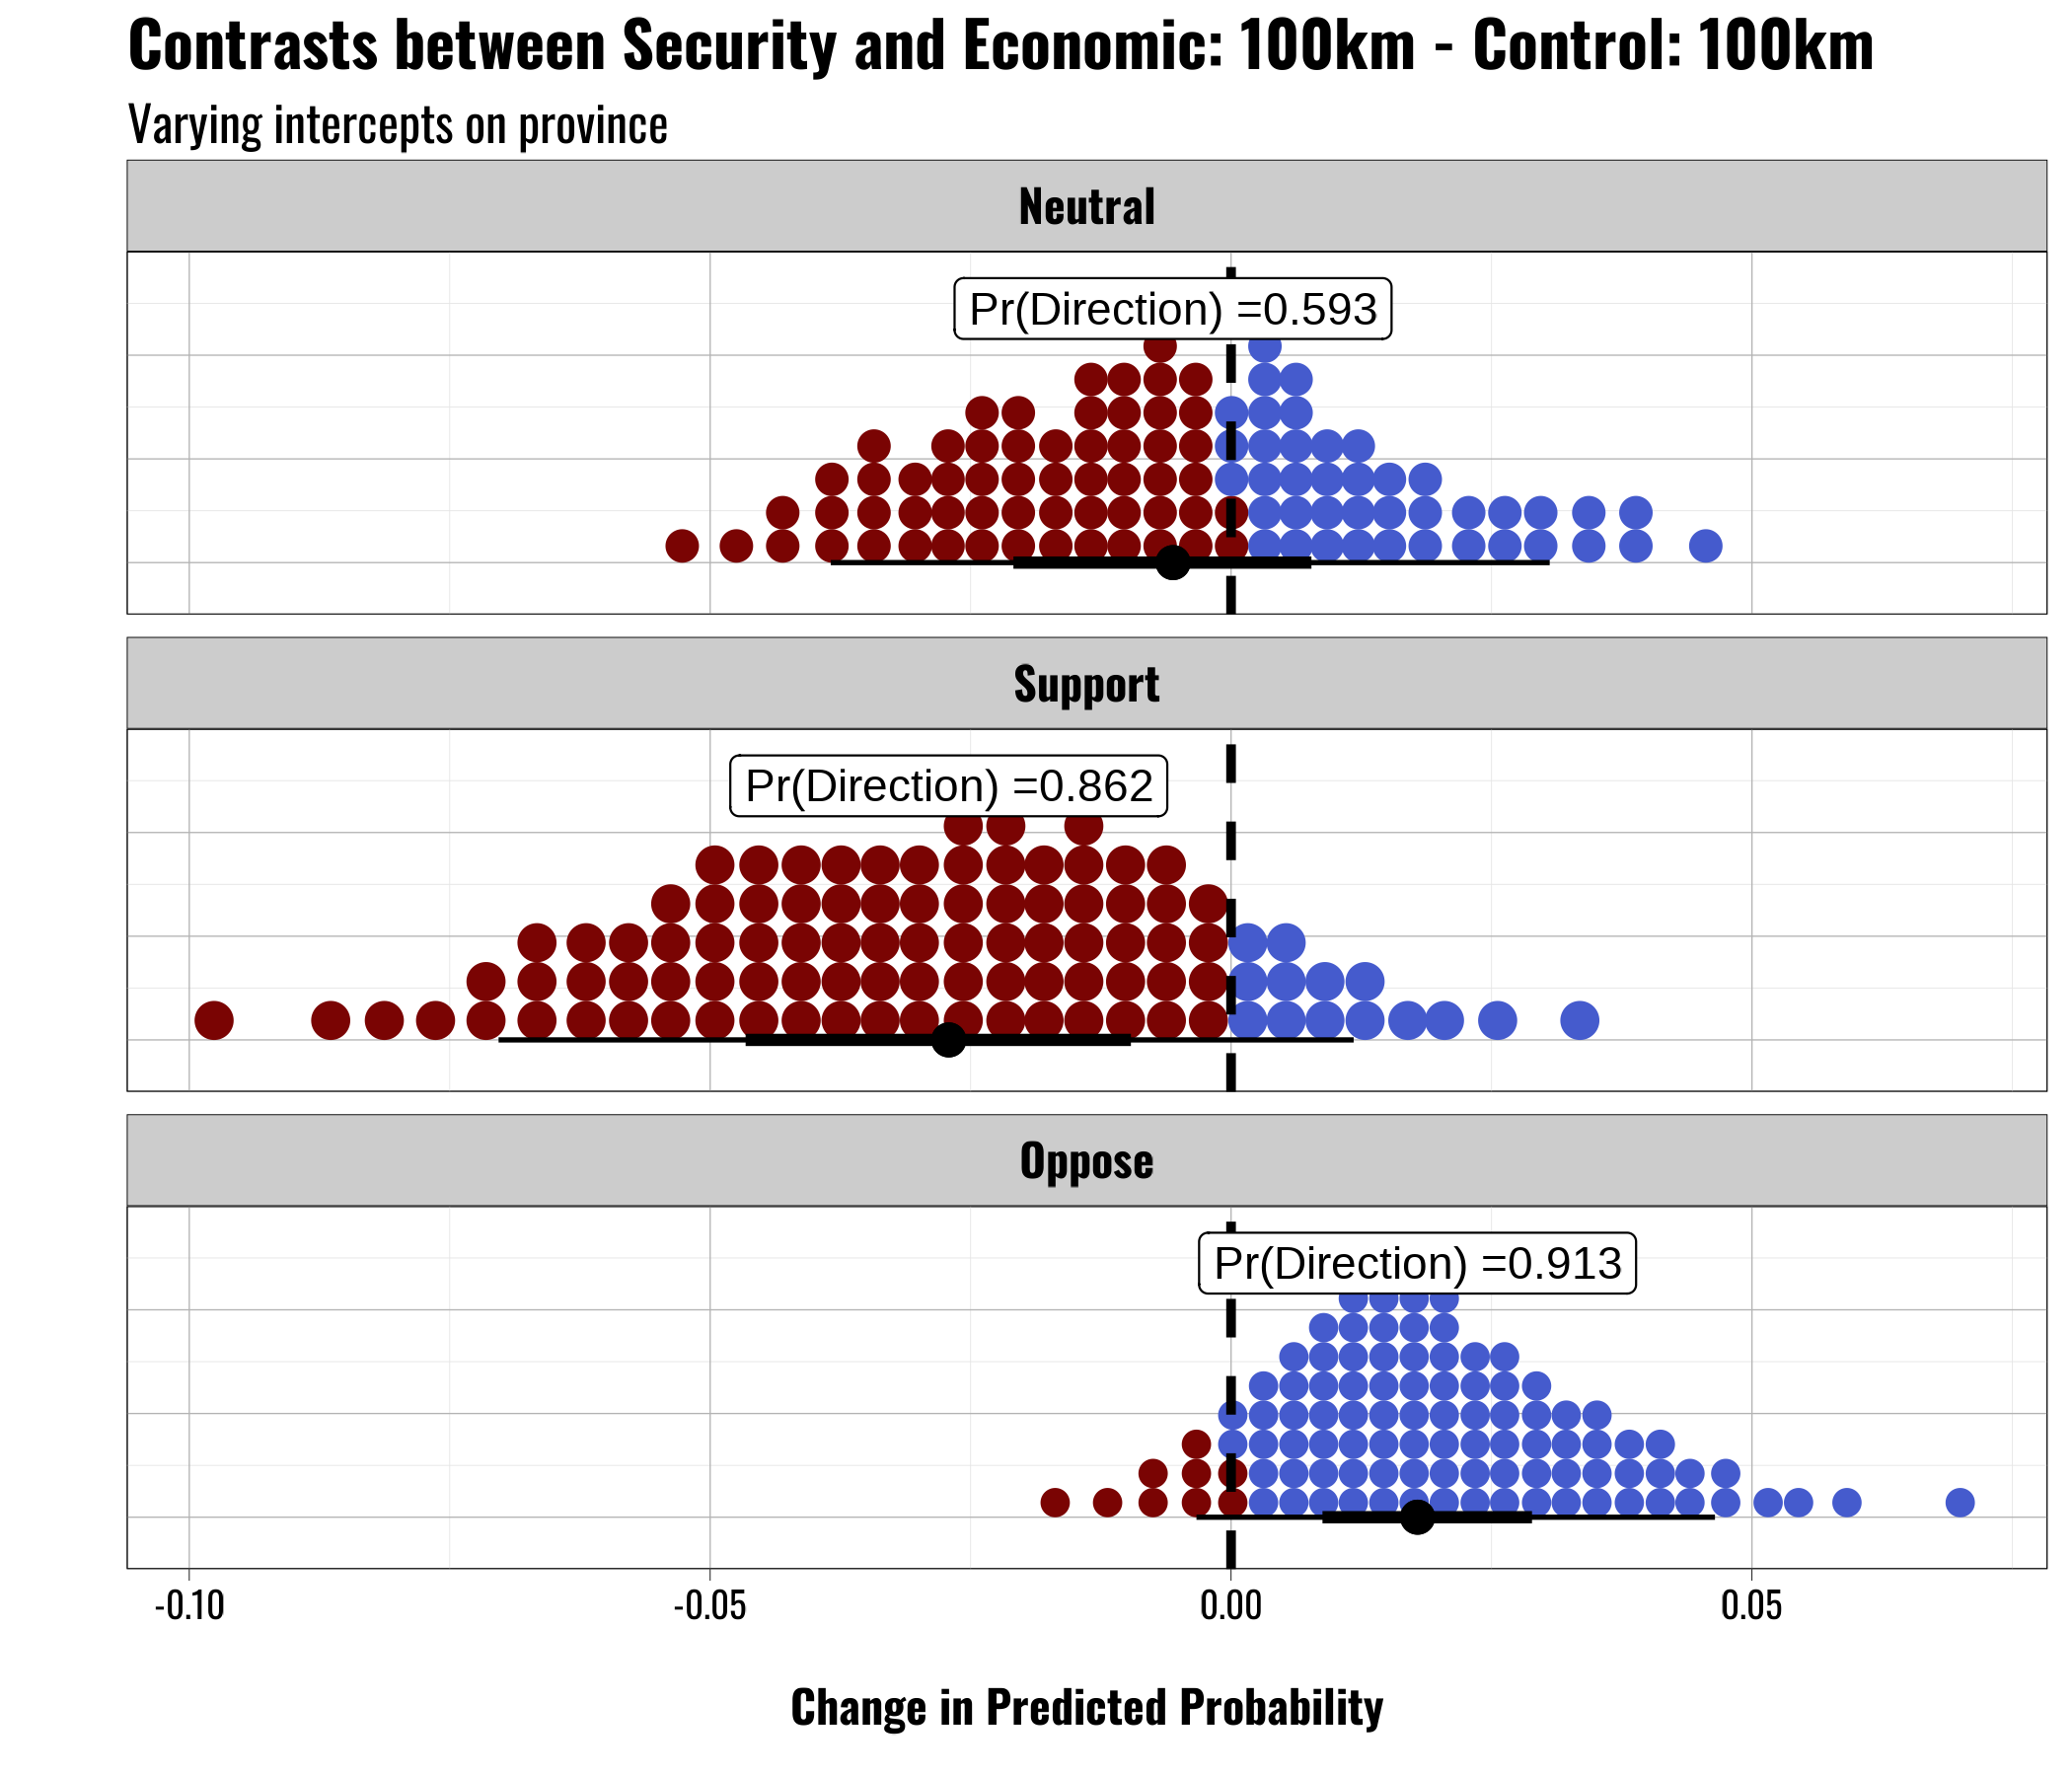 Contrasts between Security and Economic: 100km - Control: 100km
Varying intercepts on province
Neutral
Pr(Direction) =0.593
Support
Pr(Direction) =0.862
Oppose
Pr(Direction) =0.913
-0.10 -0.05 0.00 0.05
Change in Predicted Probability